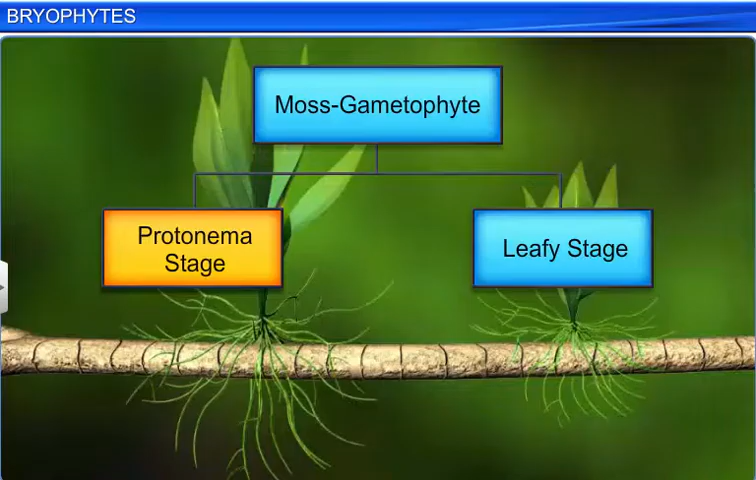 BRYOPHYTES
Moss-Gametophyte
Protonema
Stage
Leafy Stage